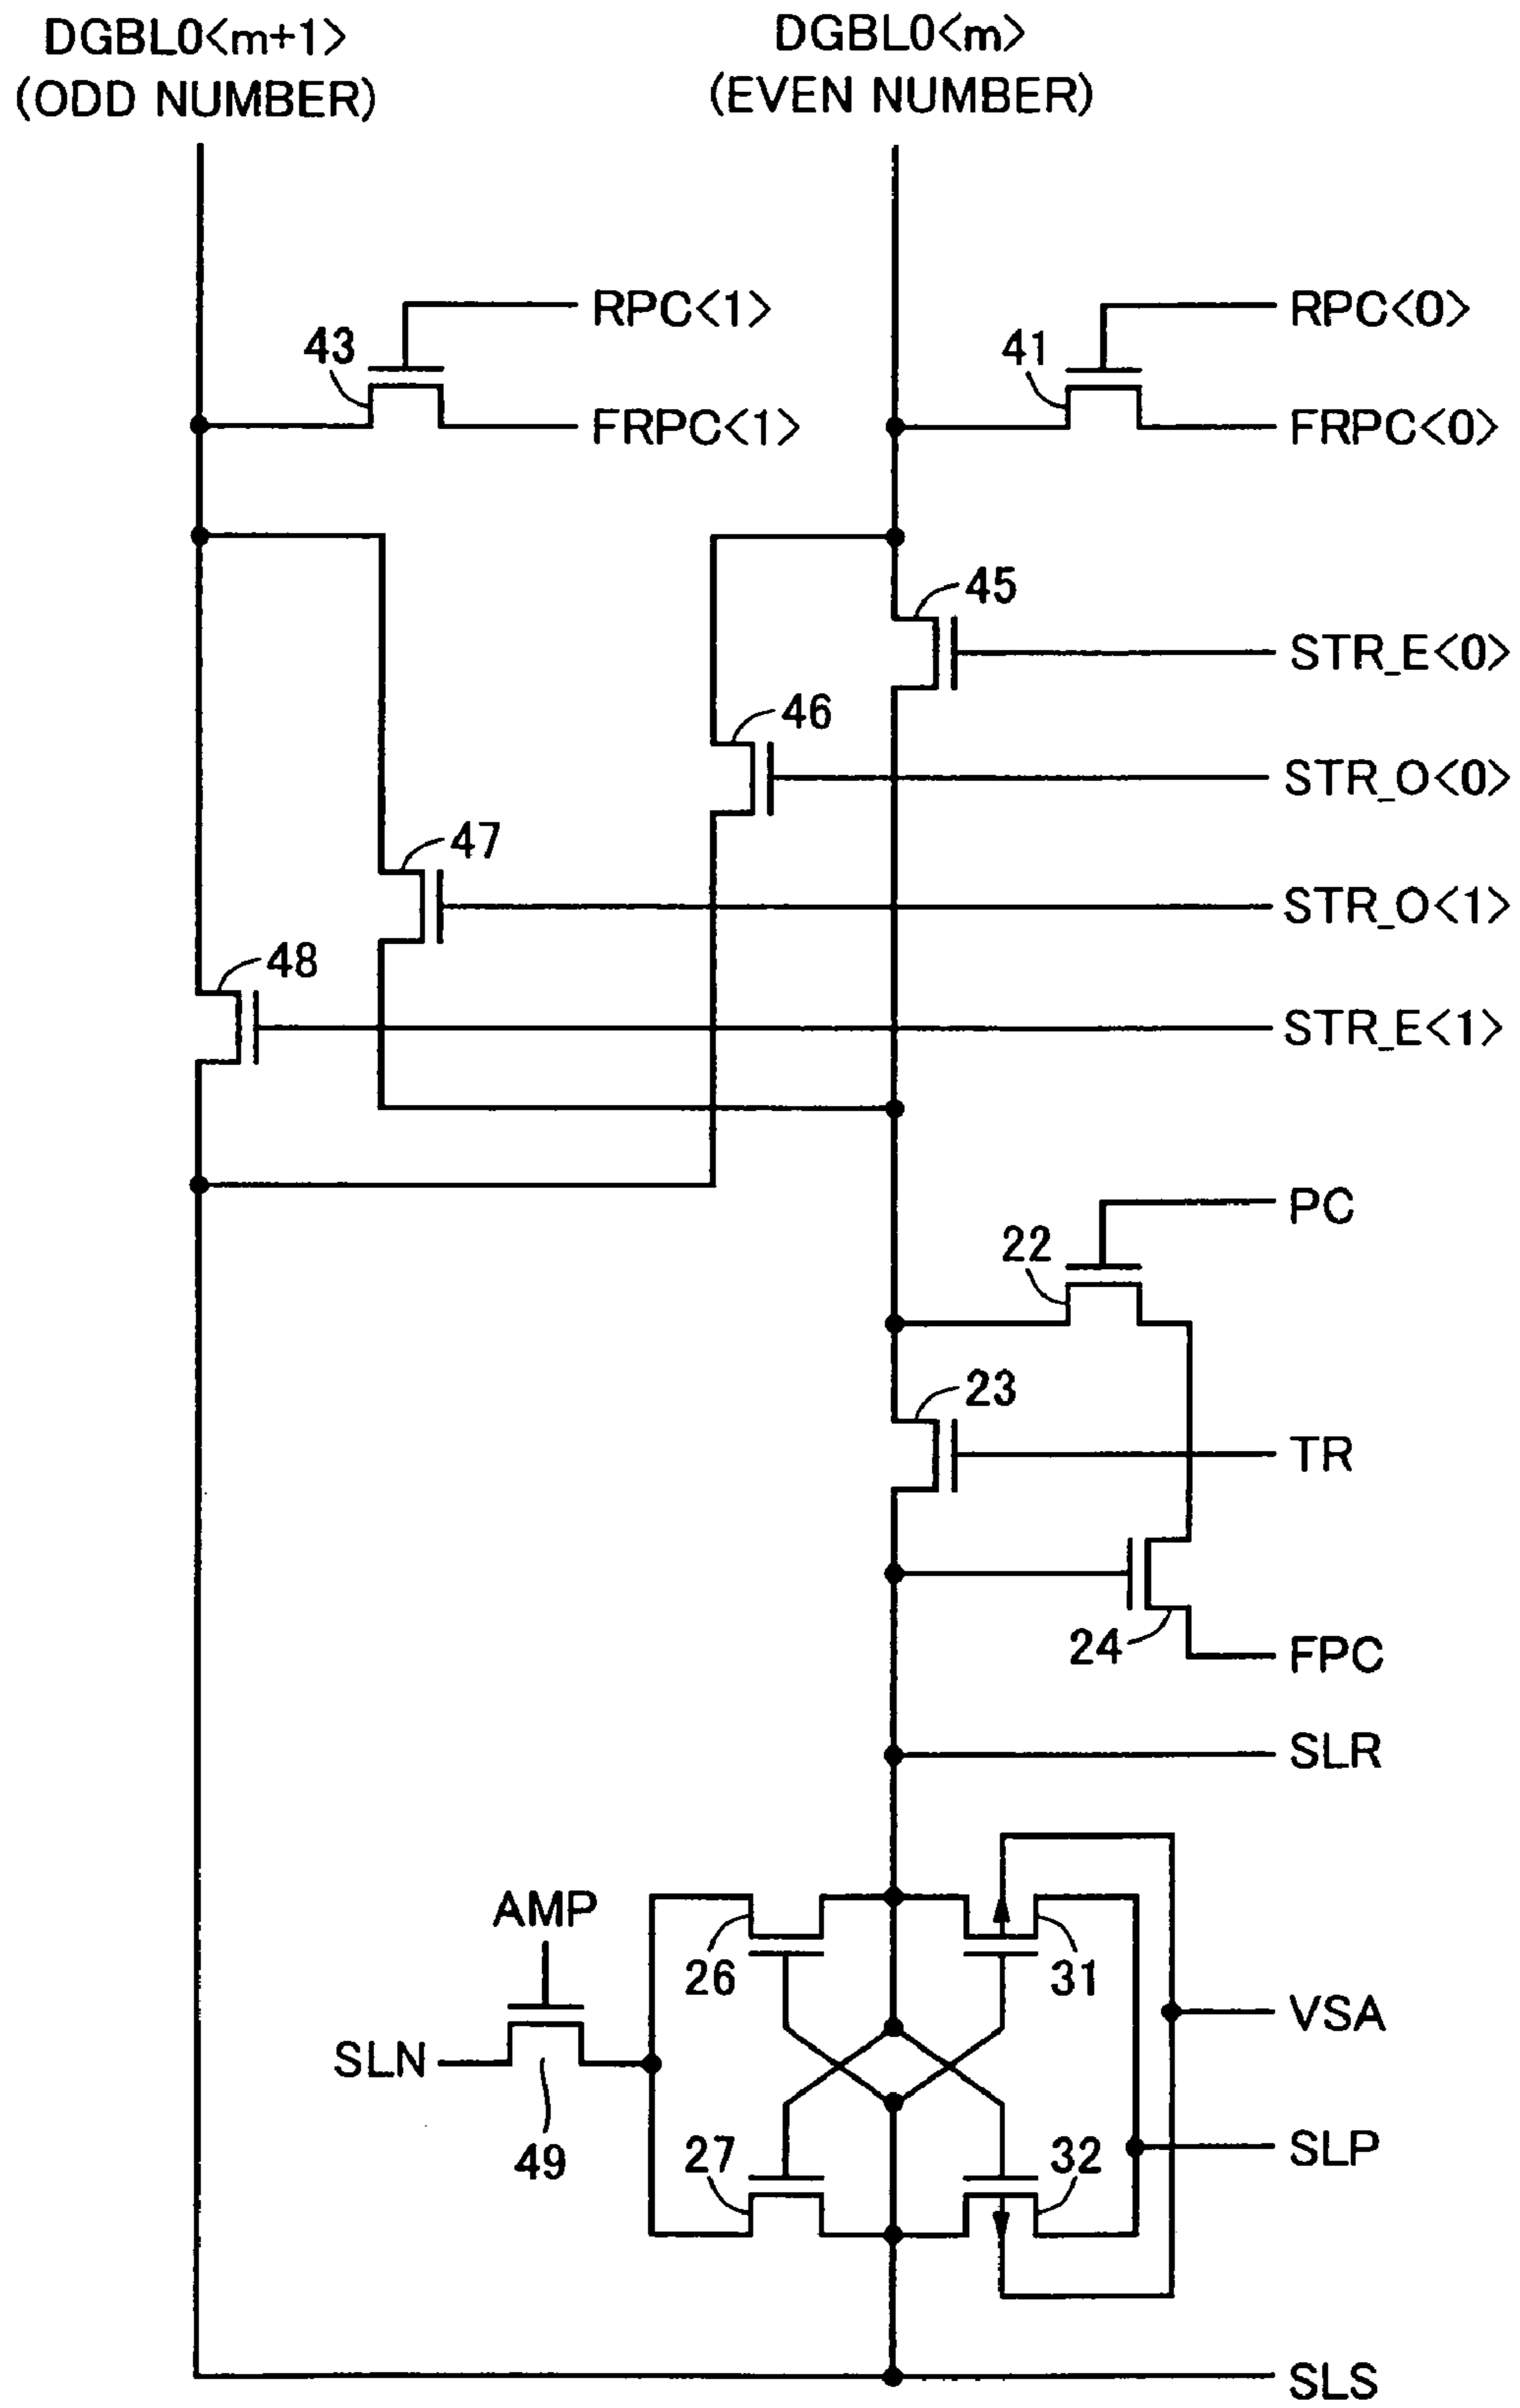 DGBL0<m+1>
(ODD NUMBER)
DGBL0<m>
(EVEN NUMBER)
RPC<1>
43
FRPC<1>
RPC<0>
41
FRPC<0>
45
STR_E<0>
46
STR_O<0>
47
STR_O<1>
48
STR_E<1>
PC
22
23
TR
24
FPC
SLR
AMP
26
31
VSA
SLN
49
27
32
SLP
SLS